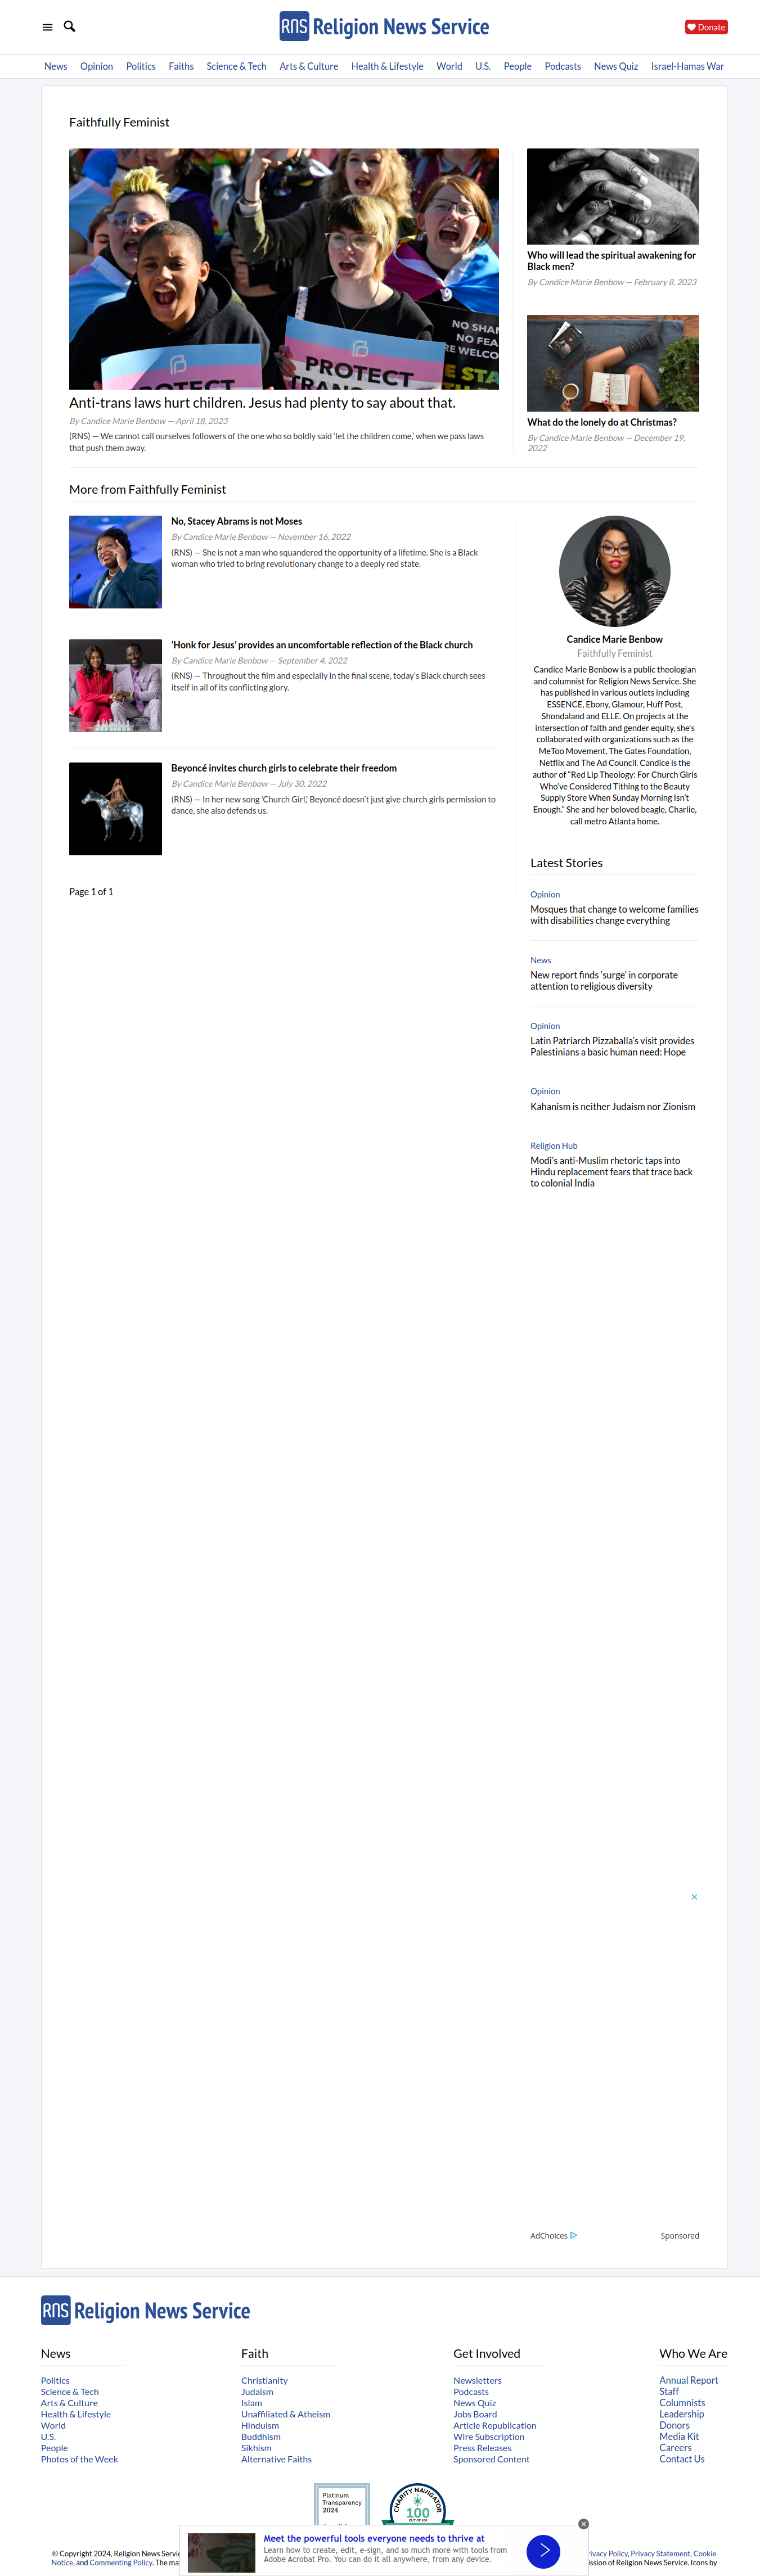 RNS Religion News Service
Donate
News Opinion Politics Faiths Science & Tech Arts & Culture Health & Lifestyle World U.S. People Podcasts News Quiz Israel-Hamas War
Faithfully Feminist
PROTECT
PROTECT
NO SHA
NO FEA
RE WELCO
Anti-trans laws hurt children. Jesus had plenty to say about that.
By Candice Marie Benbow — April 18, 2023
(RNS) — We cannot call ourselves followers of the one who so boldly said ‘let the children come,’ when we pass laws
that push them away.
Who will lead the spiritual awakening for
Black men?
By Candice Marie Benbow — February 8, 2023
What do the lonely do at Christmas?
By Candice Marie Benbow — December 19,
2022
More from Faithfully Feminist
No, Stacey Abrams is not Moses
By Candice Marie Benbow — November 16, 2022
(RNS) — She is not a man who squandered the opportunity of a lifetime. She is a Black
woman who tried to bring revolutionary change to a deeply red state.
‘Honk for Jesus’ provides an uncomfortable reflection of the Black church
By Candice Marie Benbow — September 4, 2022
(RNS) — Throughout the film and especially in the final scene, today’s Black church sees
itself in all of its conflicting glory.
Beyoncé invites church girls to celebrate their freedom
By Candice Marie Benbow — July 30, 2022
(RNS) — In her new song ‘Church Girl,’ Beyoncé doesn’t just give church girls permission to
dance, she also defends us.
Page 1 of 1
Candice Marie Benbow
Faithfully Feminist
Candice Marie Benbow is a public theologian
and columnist for Religion News Service. She
has published in various outlets including
ESSENCE, Ebony, Glamour, Huff Post,
Shondaland and ELLE. On projects at the
intersection of faith and gender equity, she's
collaborated with organizations such as the
MeToo Movement, The Gates Foundation,
Netflix and The Ad Council. Candice is the
author of “Red Lip Theology: For Church Girls
Who've Considered Tithing to the Beauty
Supply Store When Sunday Morning Isn’t
Enough.” She and her beloved beagle, Charlie,
call metro Atlanta home.
Latest Stories
Opinion
Mosques that change to welcome families
with disabilities change everything
News
New report finds ‘surge’ in corporate
attention to religious diversity
Opinion
Latin Patriarch Pizzaballa’s visit provides
Palestinians a basic human need: Hope
Opinion
Kahanism is neither Judaism nor Zionism
Religion Hub
Modi’s anti-Muslim rhetoric taps into
Hindu replacement fears that trace back
to colonial India
AdChoices
Sponsored
RNS Religion News Service
News
Politics
Science & Tech
Arts & Culture
Health & Lifestyle
World
U.S.
People
Photos of the Week
Faith
Christianity
Judaism
Islam
Unaffiliated & Atheism
Hinduism
Buddhism
Sikhism
Alternative Faiths
Get Involved
Newsletters
Podcasts
News Quiz
Jobs Board
Article Republication
Wire Subscription
Press Releases
Sponsored Content
Who We Are
Annual Report
Staff
Columnists
Leadership
Donors
Media Kit
Careers
Contact Us
Platinum
Transparency
2024
CHARITY NAVIGATOR
100
OUT OF 100
Meet the powerful tools everyone needs to thrive at
Learn how to create, edit, e-sign, and so much more with tools from
Adobe Acrobat Pro. You can do it all anywhere, from any device.
© Copyright 2024, Religion News Servic
rivacy Policy, Privacy Statement, Cookie
Notice, and Commenting Policy. The ma
ission of Religion News Service. Icons by